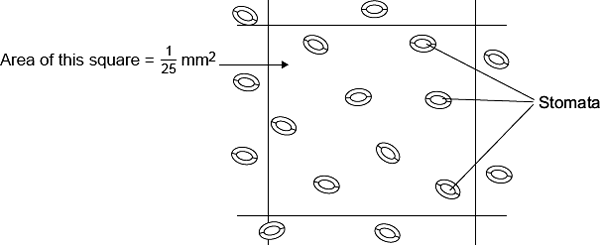 Area of this square = 1/25 mm²
Stomata